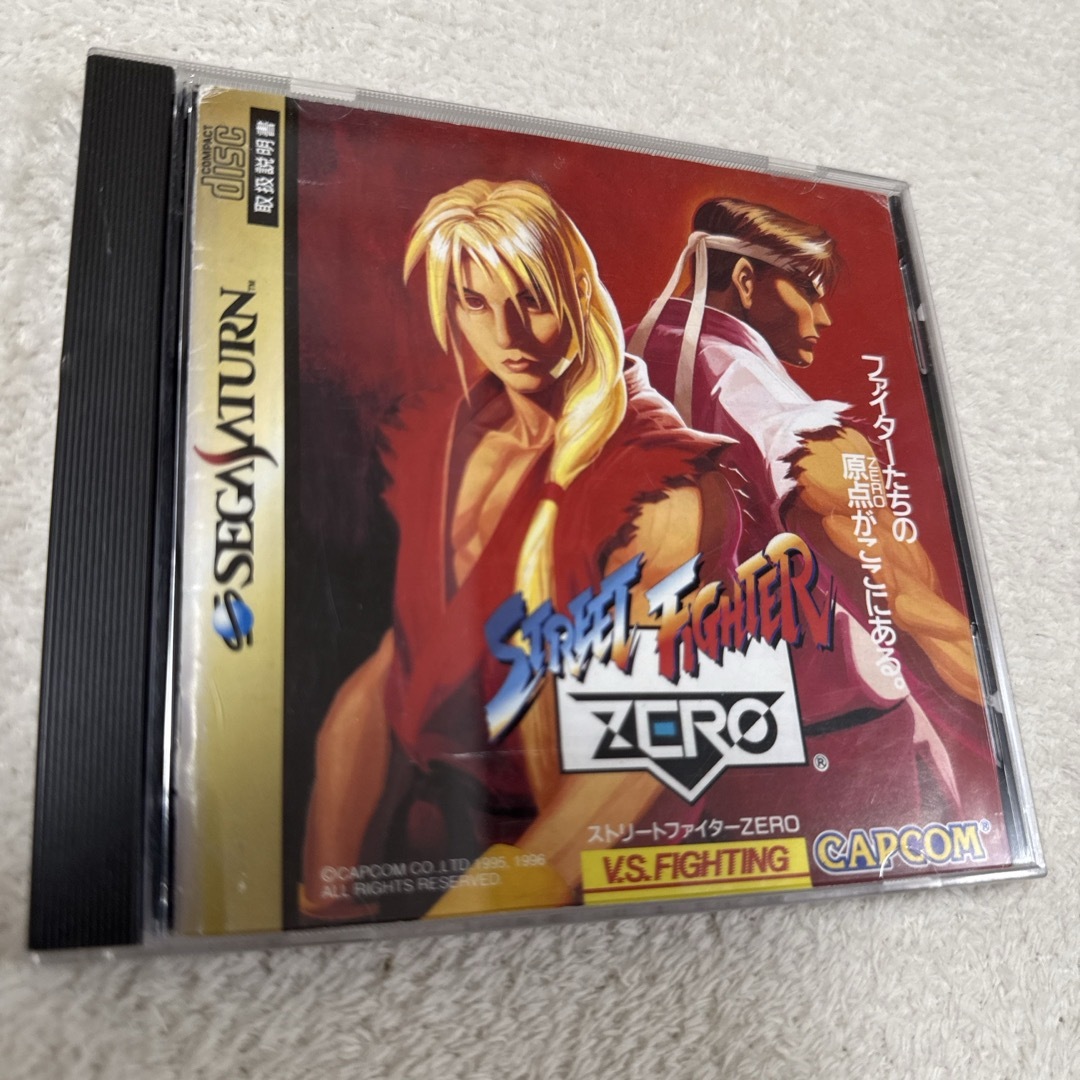 COMPACT
disc
取扱説明書
SEGA SATURN™
ファイターたちの
原点がここにある。
ZERO
STREET FIGHTER
ZERO
®
ストリートファイターZERO
V.S. FIGHTING
CAPCOM®
©CAPCOM CO.,LTD 1995, 1996
ALL RIGHTS RESERVED.